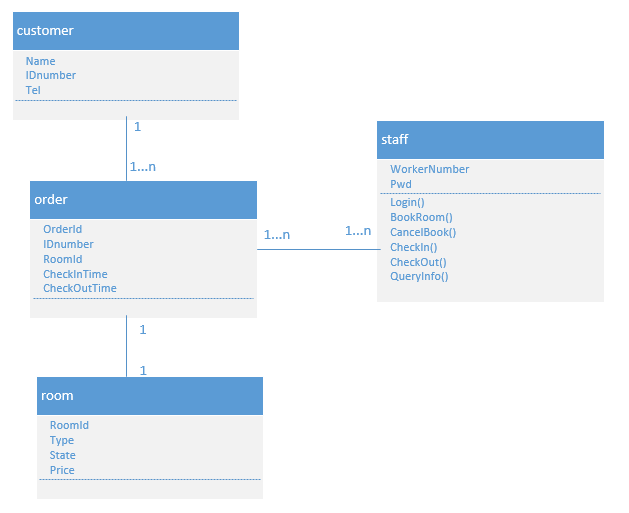 customer
Name
IDnumber
Tel
1
1...n
order
OrderId
IDnumber
RoomId
CheckInTime
CheckOutTime
1...n
1...n
staff
WorkerNumber
Pwd
Login()
BookRoom()
CancelBook()
CheckIn()
CheckOut()
QueryInfo()
1
1
room
RoomId
Type
State
Price